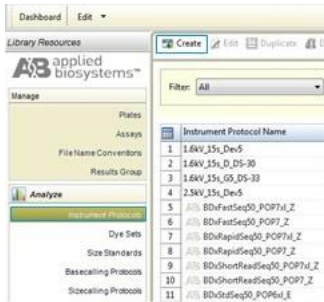 Dashboard Edit
Library Resources
AB applied biosystems™
Manage
Plates
Assays
File Name Conventions
Results Group
Analyze
Instrument Protocols
Dye Sets
Size Standards
Basecalling Protocols
Sizecalling Protocols
Create Edit Duplicate
Filter: All
Instrument Protocol Name
1 1.6kV_15s_Dev5
2 1.6kV_15s_D_DS-30
3 1.6kV_15s_G5_DS-33
4 2.5kV_15s_Dev5
5 BDxFastSeq50_POP7xl_Z
6 BDxFastSeq50_POP7_Z
7 BDxRapidSeq50_POP7xl_Z
8 BDxRapidSeq50_POP7_Z
9 BDxShortReadSeq50_POP7xl_Z
10 BDxShortReadSeq50_POP7_Z
11 BDxStdSeq50_POP6xl_E